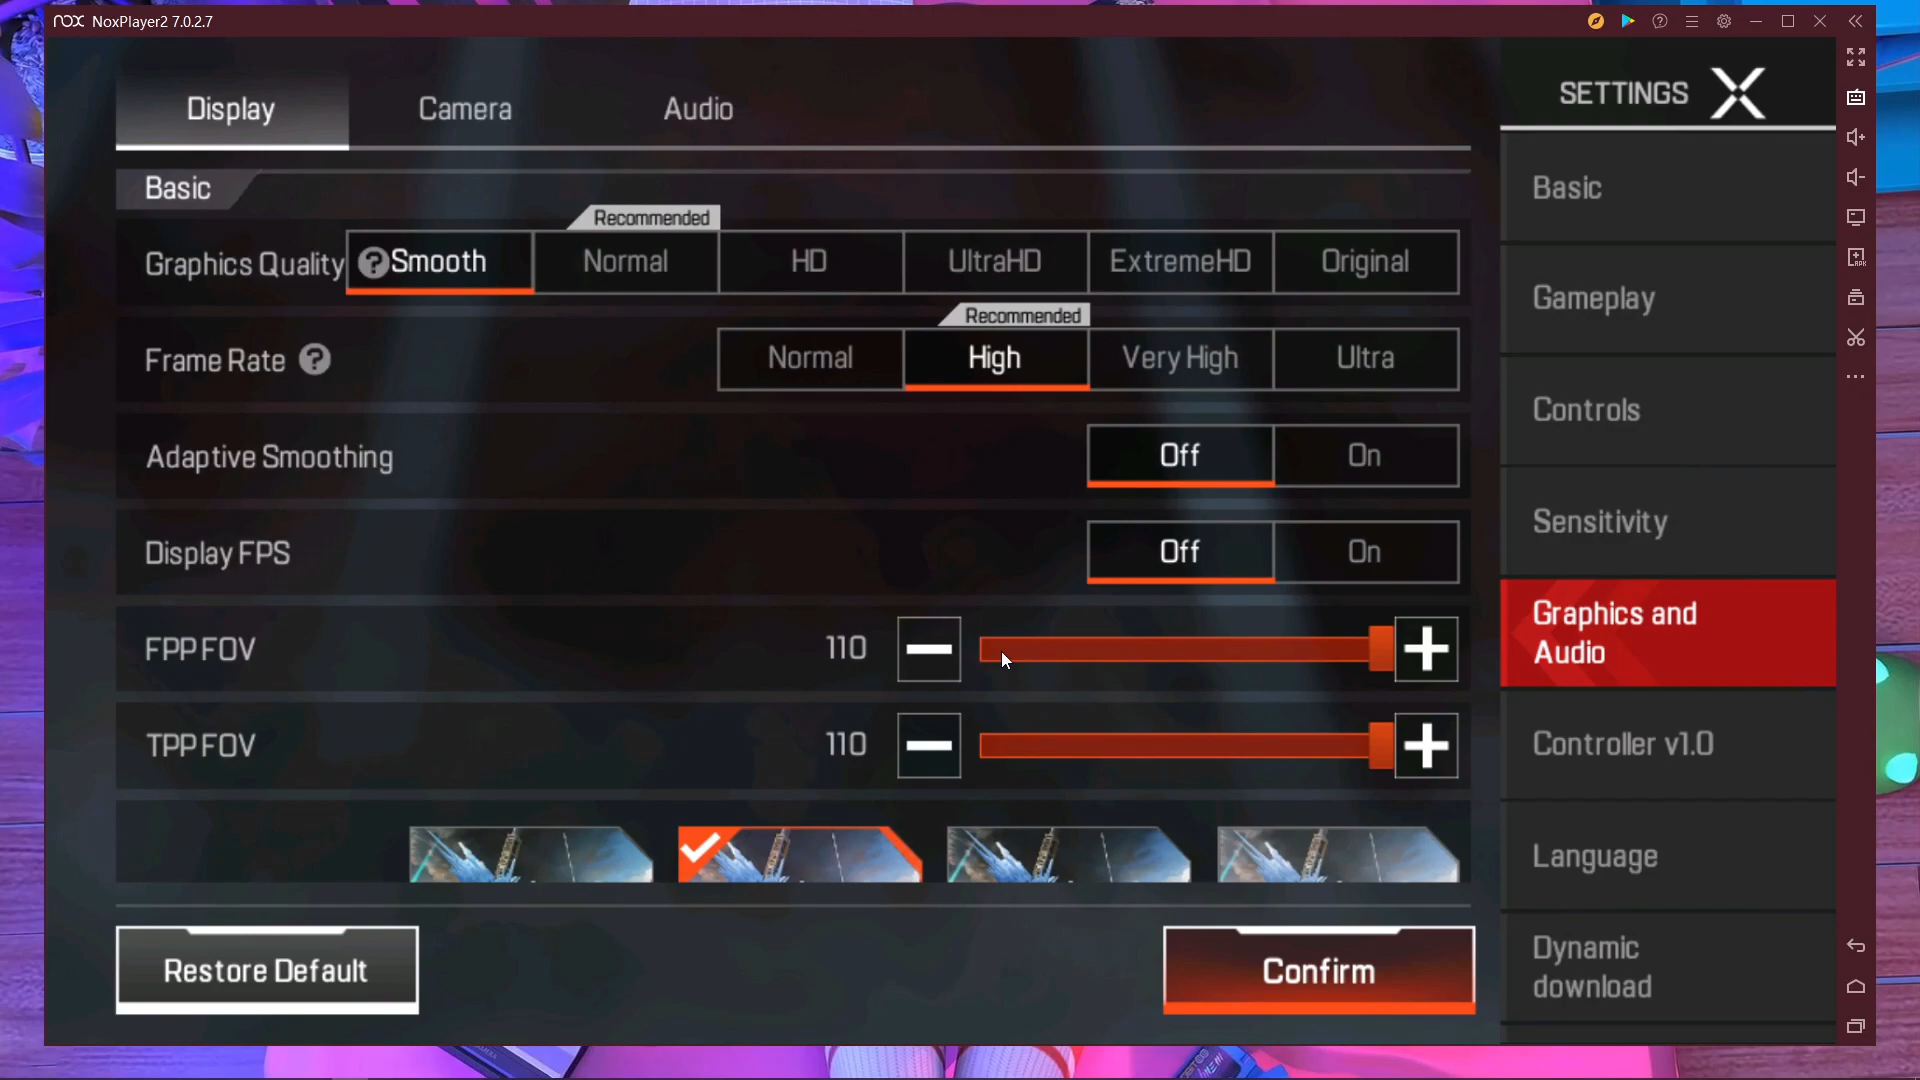 nox NoxPlayer2 7.0.2.7
Display Camera Audio
SETTINGS
Basic
Recommended
Graphics Quality ? Smooth Normal HD UltraHD ExtremeHD Original
Recommended
Frame Rate ? Normal High Very High Ultra
Adaptive Smoothing Off On
Display FPS Off On
FPP FOV 110
TPP FOV 110
Restore Default Confirm
Basic
Gameplay
Controls
Sensitivity
Graphics and
Audio
Controller v1.0
Language
Dynamic
download